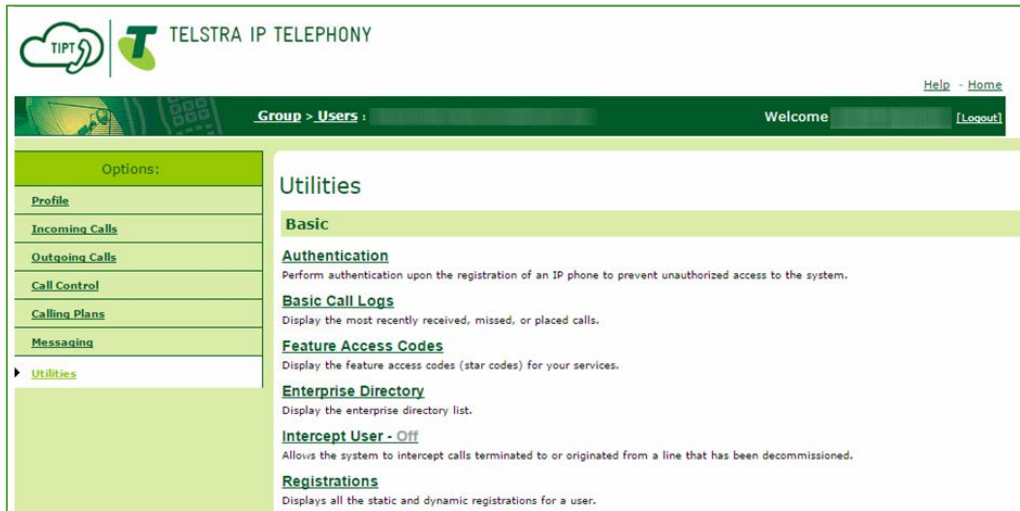 TIPT
TELSTRA IP TELEPHONY
Help - Home
Group > Users :
Welcome
[Logout]
Options:
Profile
Incoming Calls
Outgoing Calls
Call Control
Calling Plans
Messaging
Utilities
Utilities
Basic
Authentication
Perform authentication upon the registration of an IP phone to prevent unauthorized access to the system.
Basic Call Logs
Display the most recently received, missed, or placed calls.
Feature Access Codes
Display the feature access codes (star codes) for your services.
Enterprise Directory
Display the enterprise directory list.
Intercept User - Off
Allows the system to intercept calls terminated to or originated from a line that has been decommissioned.
Registrations
Displays all the static and dynamic registrations for a user.